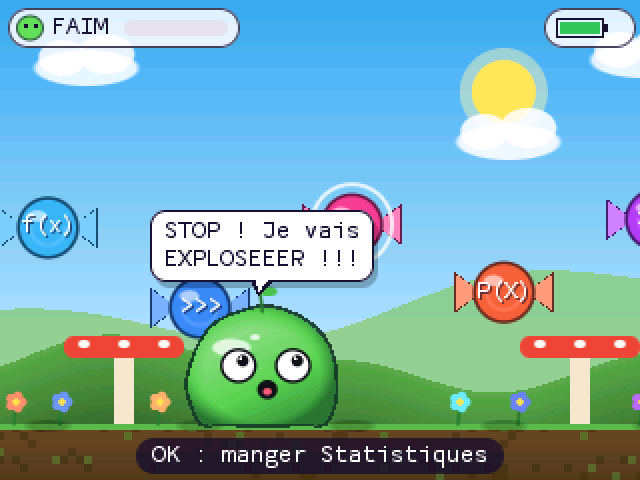 FAIM
f(x)
STOP ! Je vais
EXPLOSEEER !!!
P(X)
>>>
OK : manger Statistiques